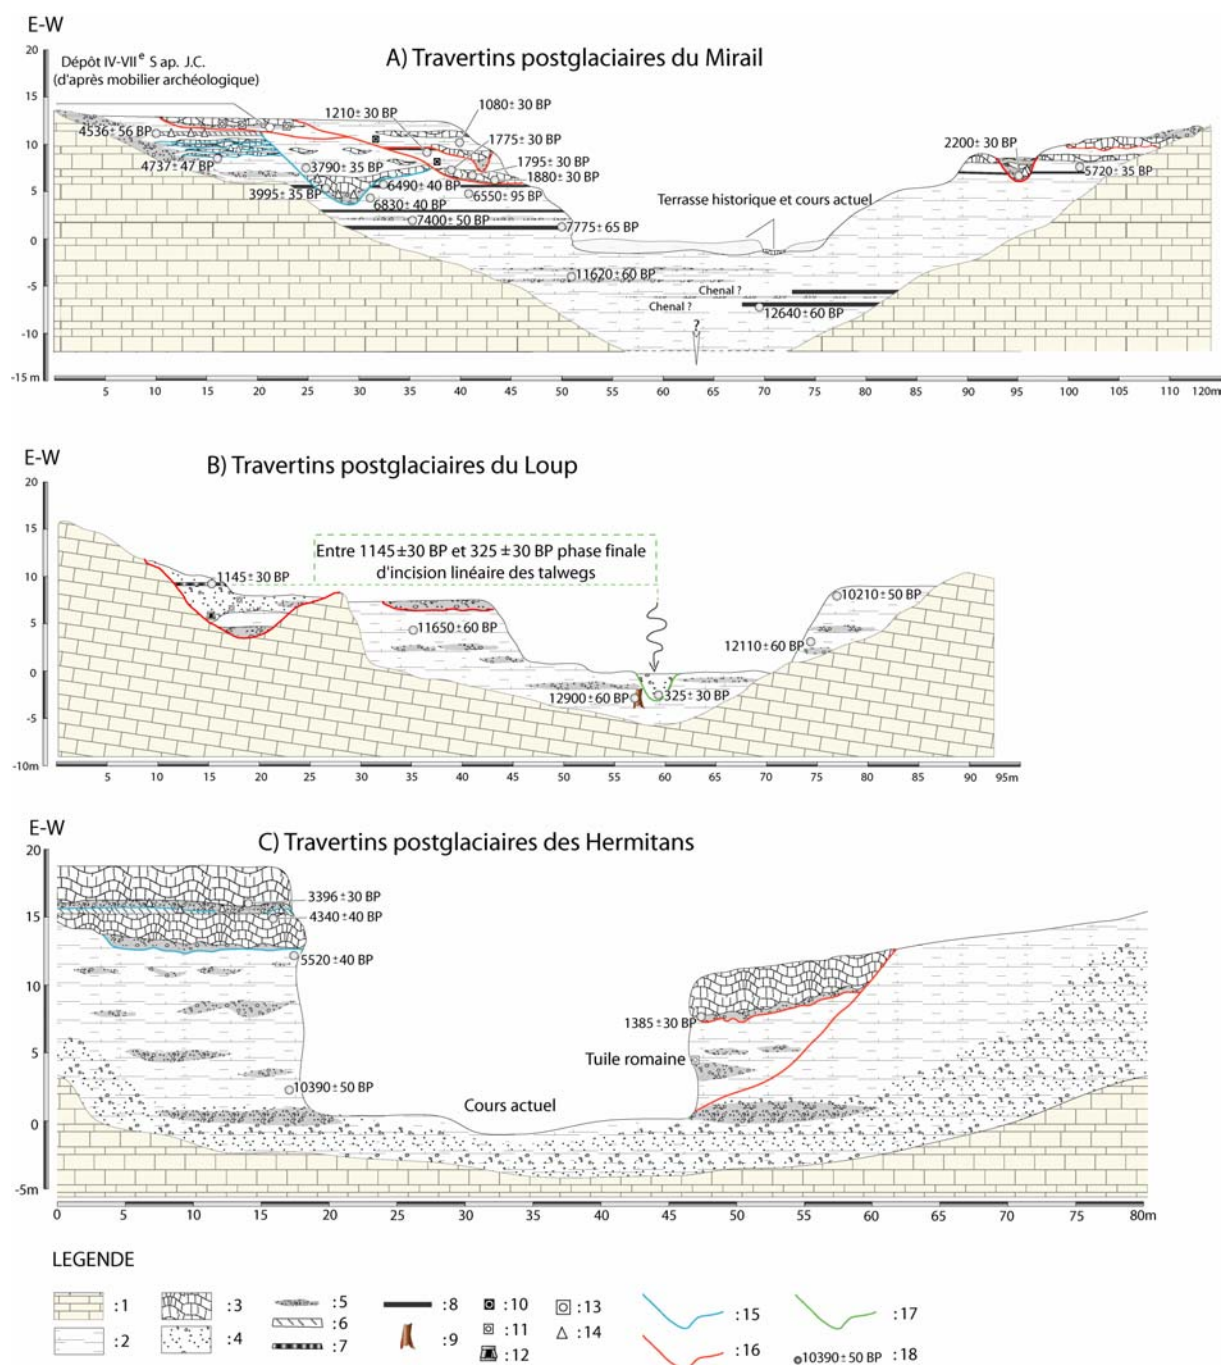 E-W
A) Travertins postglaciaires du Mirail
Dépôt IV-VIIe S ap. J.C.
(d'après mobilier archéologique)
20
15
10
5
0
-5
-10
-15 m
1210±30 BP
1080±30 BP
4536±56 BP
1775±30 BP
2200±30 BP
4737±47 BP
3790±35 BP
1795±30 BP
1880±30 BP
5720±35 BP
3995±35 BP
6490±40 BP
6550±95 BP
6830±40 BP
Terrasse historique et cours actuel
7400±50 BP
7775±65 BP
11620±60 BP
Chenal ?
Chenal ?
12640±60 BP
?
5 10 15 20 25 30 35 40 45 50 55 60 65 70 75 80 85 90 95 100 105 110 120m
E-W
B) Travertins postglaciaires du Loup
20
15
10
5
0
-5
-10m
Entre 1145±30 BP et 325±30 BP phase finale
d'incision linéaire des talwegs
1145±30 BP
10210±50 BP
11650±60 BP
12110±60 BP
12900±60 BP
325±30 BP
5 10 15 20 25 30 35 40 45 50 55 60 65 70 75 80 85 90 95m
E-W
C) Travertins postglaciaires des Hermitans
20
15
10
5
0
-5m
3396±30 BP
4340±40 BP
5520±40 BP
1385±30 BP
Tuile romaine
10390±50 BP
Cours actuel
0 5 10 15 20 25 30 35 40 45 50 55 60 65 70 75 80m
LEGENDE
:1 :3 :5 :8 :10 :13 :15 :17
:6 :11 :14
:2 :4 :7 :9 :12 :16 10390±50 BP :18